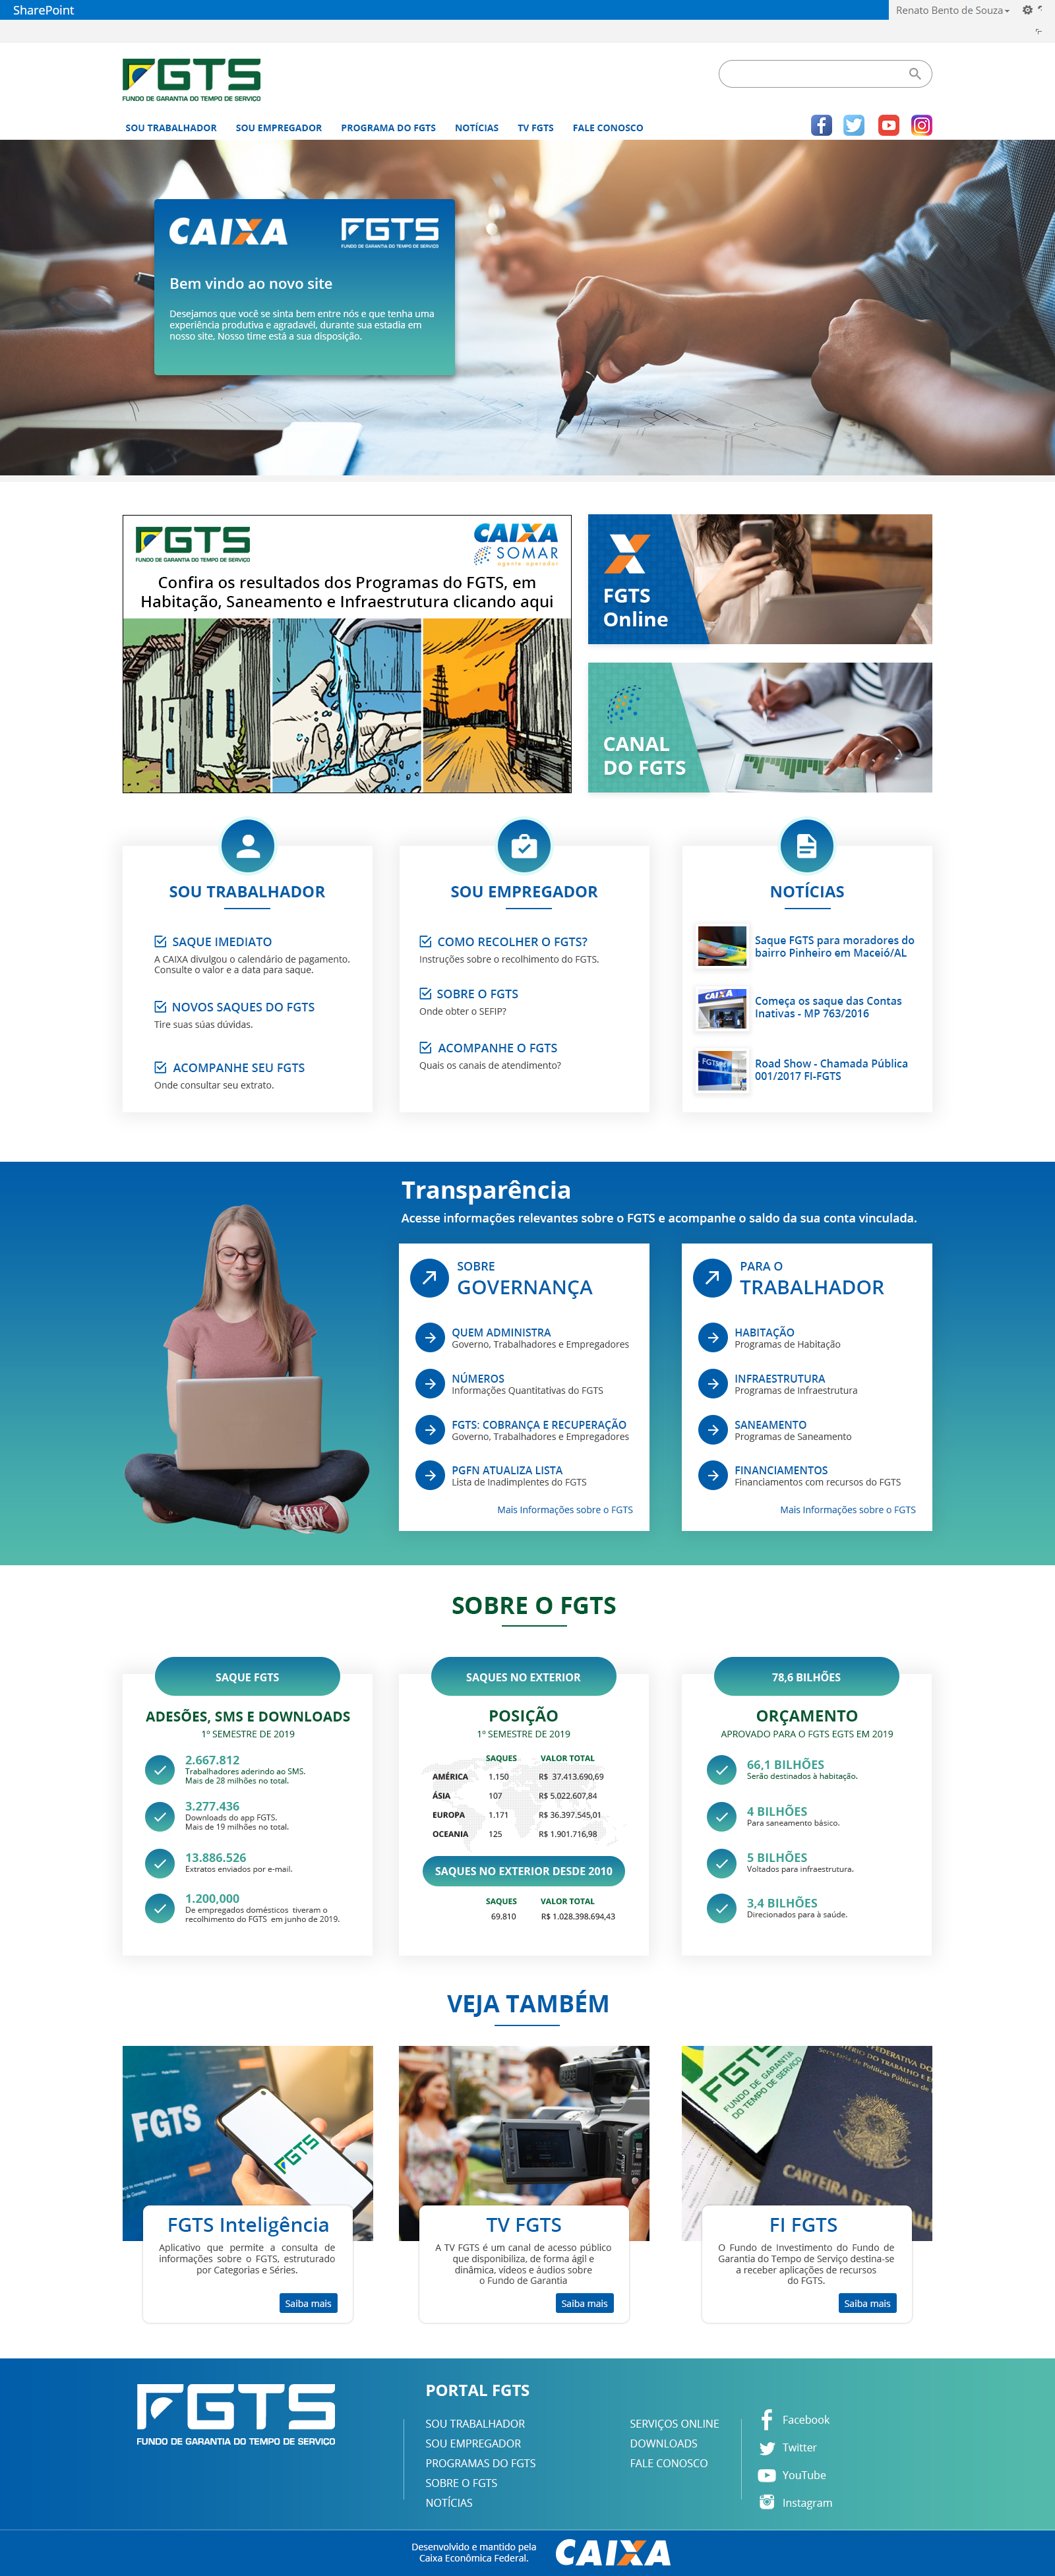 SharePoint
Renato Bento de Souza
FGTS
FUNDO DE GARANTIA DO TEMPO DE SERVIÇO
SOU TRABALHADOR
SOU EMPREGADOR
PROGRAMA DO FGTS
NOTÍCIAS
TV FGTS
FALE CONOSCO
CAIXA
FGTS
FUNDO DE GARANTIA DO TEMPO DE SERVIÇO
Bem vindo ao novo site
Desejamos que você se sinta bem entre nós e que tenha uma
experiência produtiva e agradavél, durante sua estadia em
nosso site, Nosso time está a sua disposição.
FGTS
FUNDO DE GARANTIA DO TEMPO DE SERVIÇO
CAIXA
SOMAR
agente operador
Confira os resultados dos Programas do FGTS, em
Habitação, Saneamento e Infraestrutura clicando aqui
FGTS
Online
CANAL
DO FGTS
SOU TRABALHADOR
SAQUE IMEDIATO
A CAIXA divulgou o calendário de pagamento.
Consulte o valor e a data para saque.
NOVOS SAQUES DO FGTS
Tire suas súas dúvidas.
ACOMPANHE SEU FGTS
Onde consultar seu extrato.
SOU EMPREGADOR
COMO RECOLHER O FGTS?
Instruções sobre o recolhimento do FGTS.
SOBRE O FGTS
Onde obter o SEFIP?
ACOMPANHE O FGTS
Quais os canais de atendimento?
NOTÍCIAS
Saque FGTS para moradores do
bairro Pinheiro em Maceió/AL
CAIXA
Começa os saque das Contas
Inativas - MP 763/2016
FGTS
Road Show - Chamada Pública
001/2017 FI-FGTS
Transparência
Acesse informações relevantes sobre o FGTS e acompanhe o saldo da sua conta vinculada.
SOBRE
GOVERNANÇA
QUEM ADMINISTRA
Governo, Trabalhadores e Empregadores
NÚMEROS
Informações Quantitativas do FGTS
FGTS: COBRANÇA E RECUPERAÇÃO
Governo, Trabalhadores e Empregadores
PGFN ATUALIZA LISTA
Lista de Inadimplentes do FGTS
Mais Informações sobre o FGTS
PARA O
TRABALHADOR
HABITAÇÃO
Programas de Habitação
INFRAESTRUTURA
Programas de Infraestrutura
SANEAMENTO
Programas de Saneamento
FINANCIAMENTOS
Financiamentos com recursos do FGTS
Mais Informações sobre o FGTS
SOBRE O FGTS
SAQUE FGTS
ADESÕES, SMS E DOWNLOADS
1º SEMESTRE DE 2019
2.667.812
Trabalhadores aderindo ao SMS.
Mais de 28 milhões no total.
3.277.436
Downloads do app FGTS.
Mais de 19 milhões no total.
13.886.526
Extratos enviados por e-mail.
1.200,000
De empregados domésticos tiveram o
recolhimento do FGTS em junho de 2019.
SAQUES NO EXTERIOR
POSIÇÃO
1º SEMESTRE DE 2019
SAQUES VALOR TOTAL
AMÉRICA 1.150 R$ 37.413.690,69
ÁSIA 107 R$ 5.022.607,84
EUROPA 1.171 R$ 36.397.545,01
OCEANIA 125 R$ 1.901.716,98
SAQUES NO EXTERIOR DESDE 2010
SAQUES VALOR TOTAL
69.810 R$ 1.028.398.694,43
78,6 BILHÕES
ORÇAMENTO
APROVADO PARA O FGTS EGTS EM 2019
66,1 BILHÕES
Serão destinados à habitação.
4 BILHÕES
Para saneamento básico.
5 BILHÕES
Voltados para infraestrutura.
3,4 BILHÕES
Direcionados para à saúde.
VEJA TAMBÉM
FGTS
FGTS
FGTS Inteligência
Aplicativo que permite a consulta de
informações sobre o FGTS, estruturado
por Categorias e Séries.
Saiba mais
TV FGTS
A TV FGTS é um canal de acesso público
que disponibiliza, de forma ágil e
dinâmica, vídeos e áudios sobre
o Fundo de Garantia
Saiba mais
FGTS
FUNDO DE GARANTIA
DO TEMPO DE SERVIÇO
CARTEIRA DE TRABA
FI FGTS
O Fundo de Investimento do Fundo de
Garantia do Tempo de Serviço destina-se
a receber aplicações de recursos
do FGTS.
Saiba mais
FGTS
FUNDO DE GARANTIA DO TEMPO DE SERVIÇO
PORTAL FGTS
SOU TRABALHADOR
SOU EMPREGADOR
PROGRAMAS DO FGTS
SOBRE O FGTS
NOTÍCIAS
SERVIÇOS ONLINE
DOWNLOADS
FALE CONOSCO
Facebook
Twitter
YouTube
Instagram
Desenvolvido e mantido pela
Caixa Econômica Federal.
CAIXA